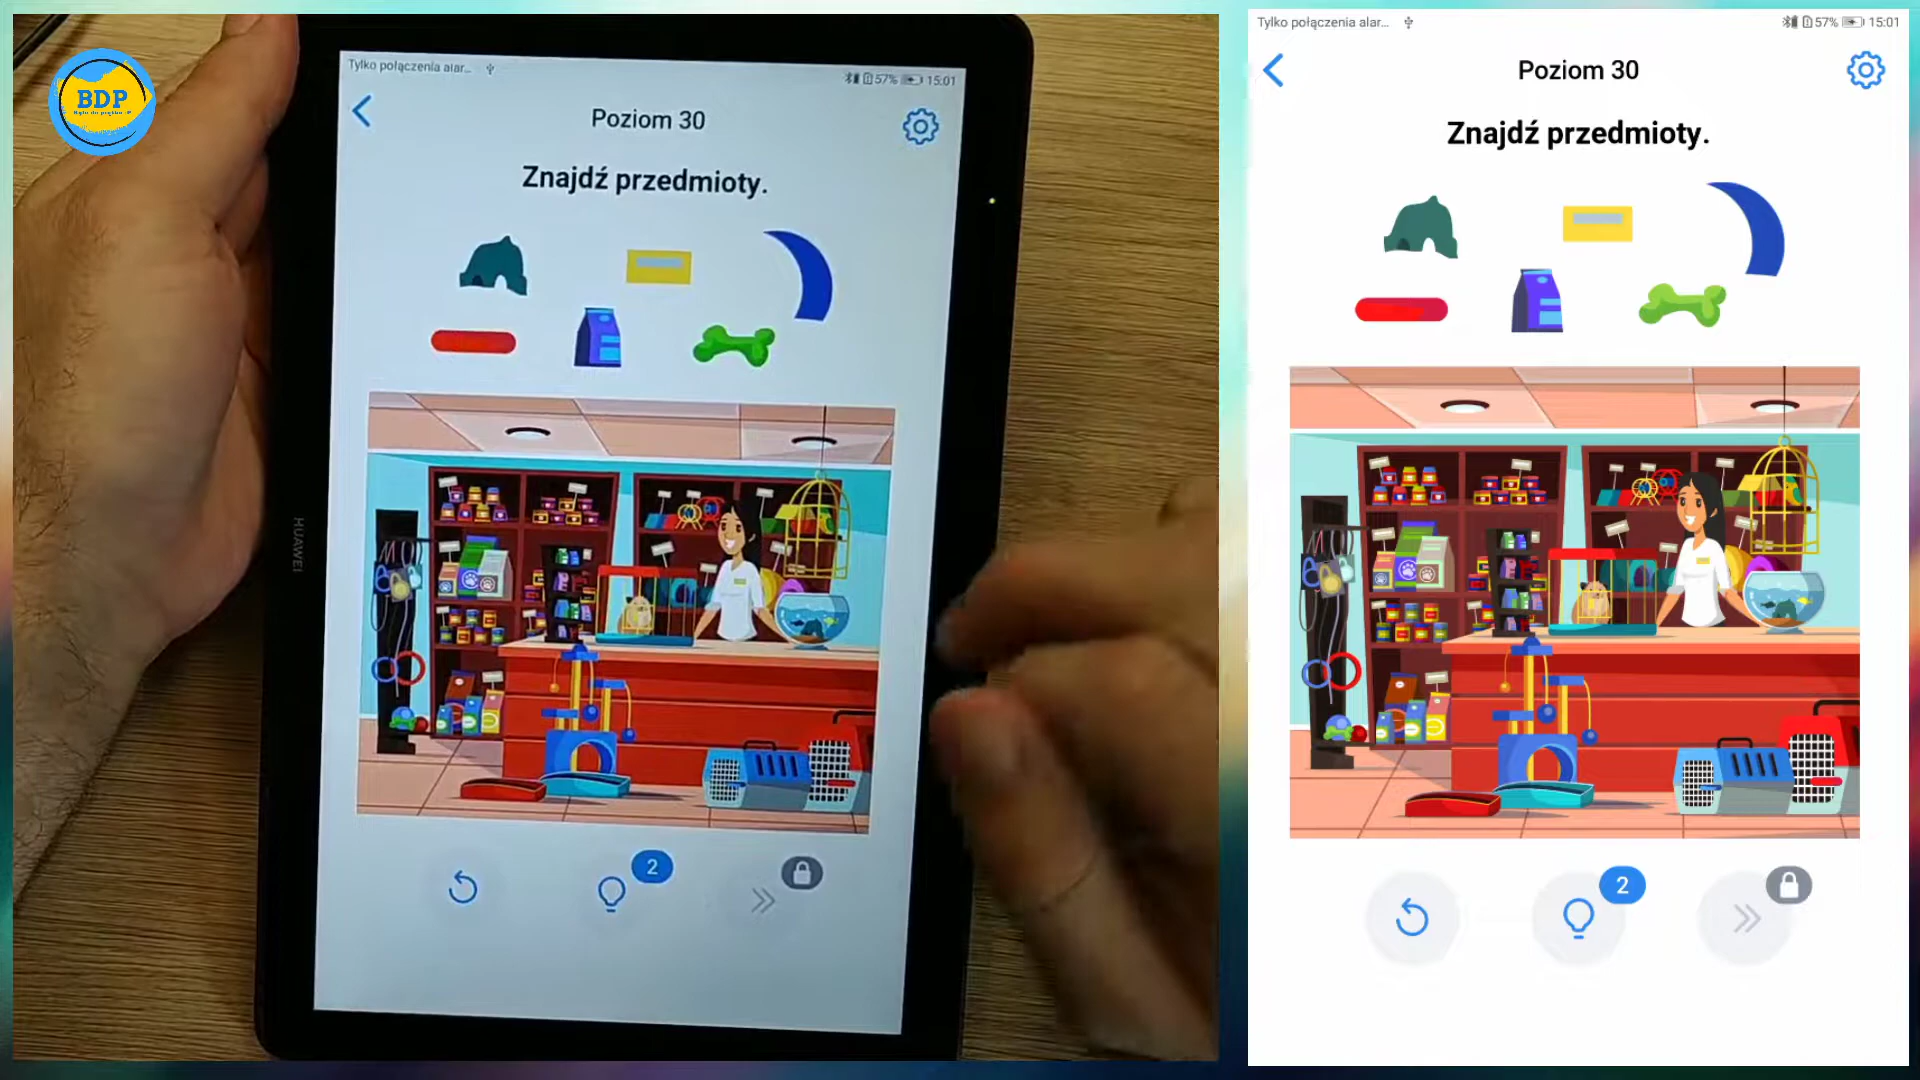 BDP
Tylko połączenia alar...
57% 15:01
Poziom 30
Znajdź przedmioty.
2
HUAWEI
Tylko połączenia alar...
57% 15:01
Poziom 30
Znajdź przedmioty.
2